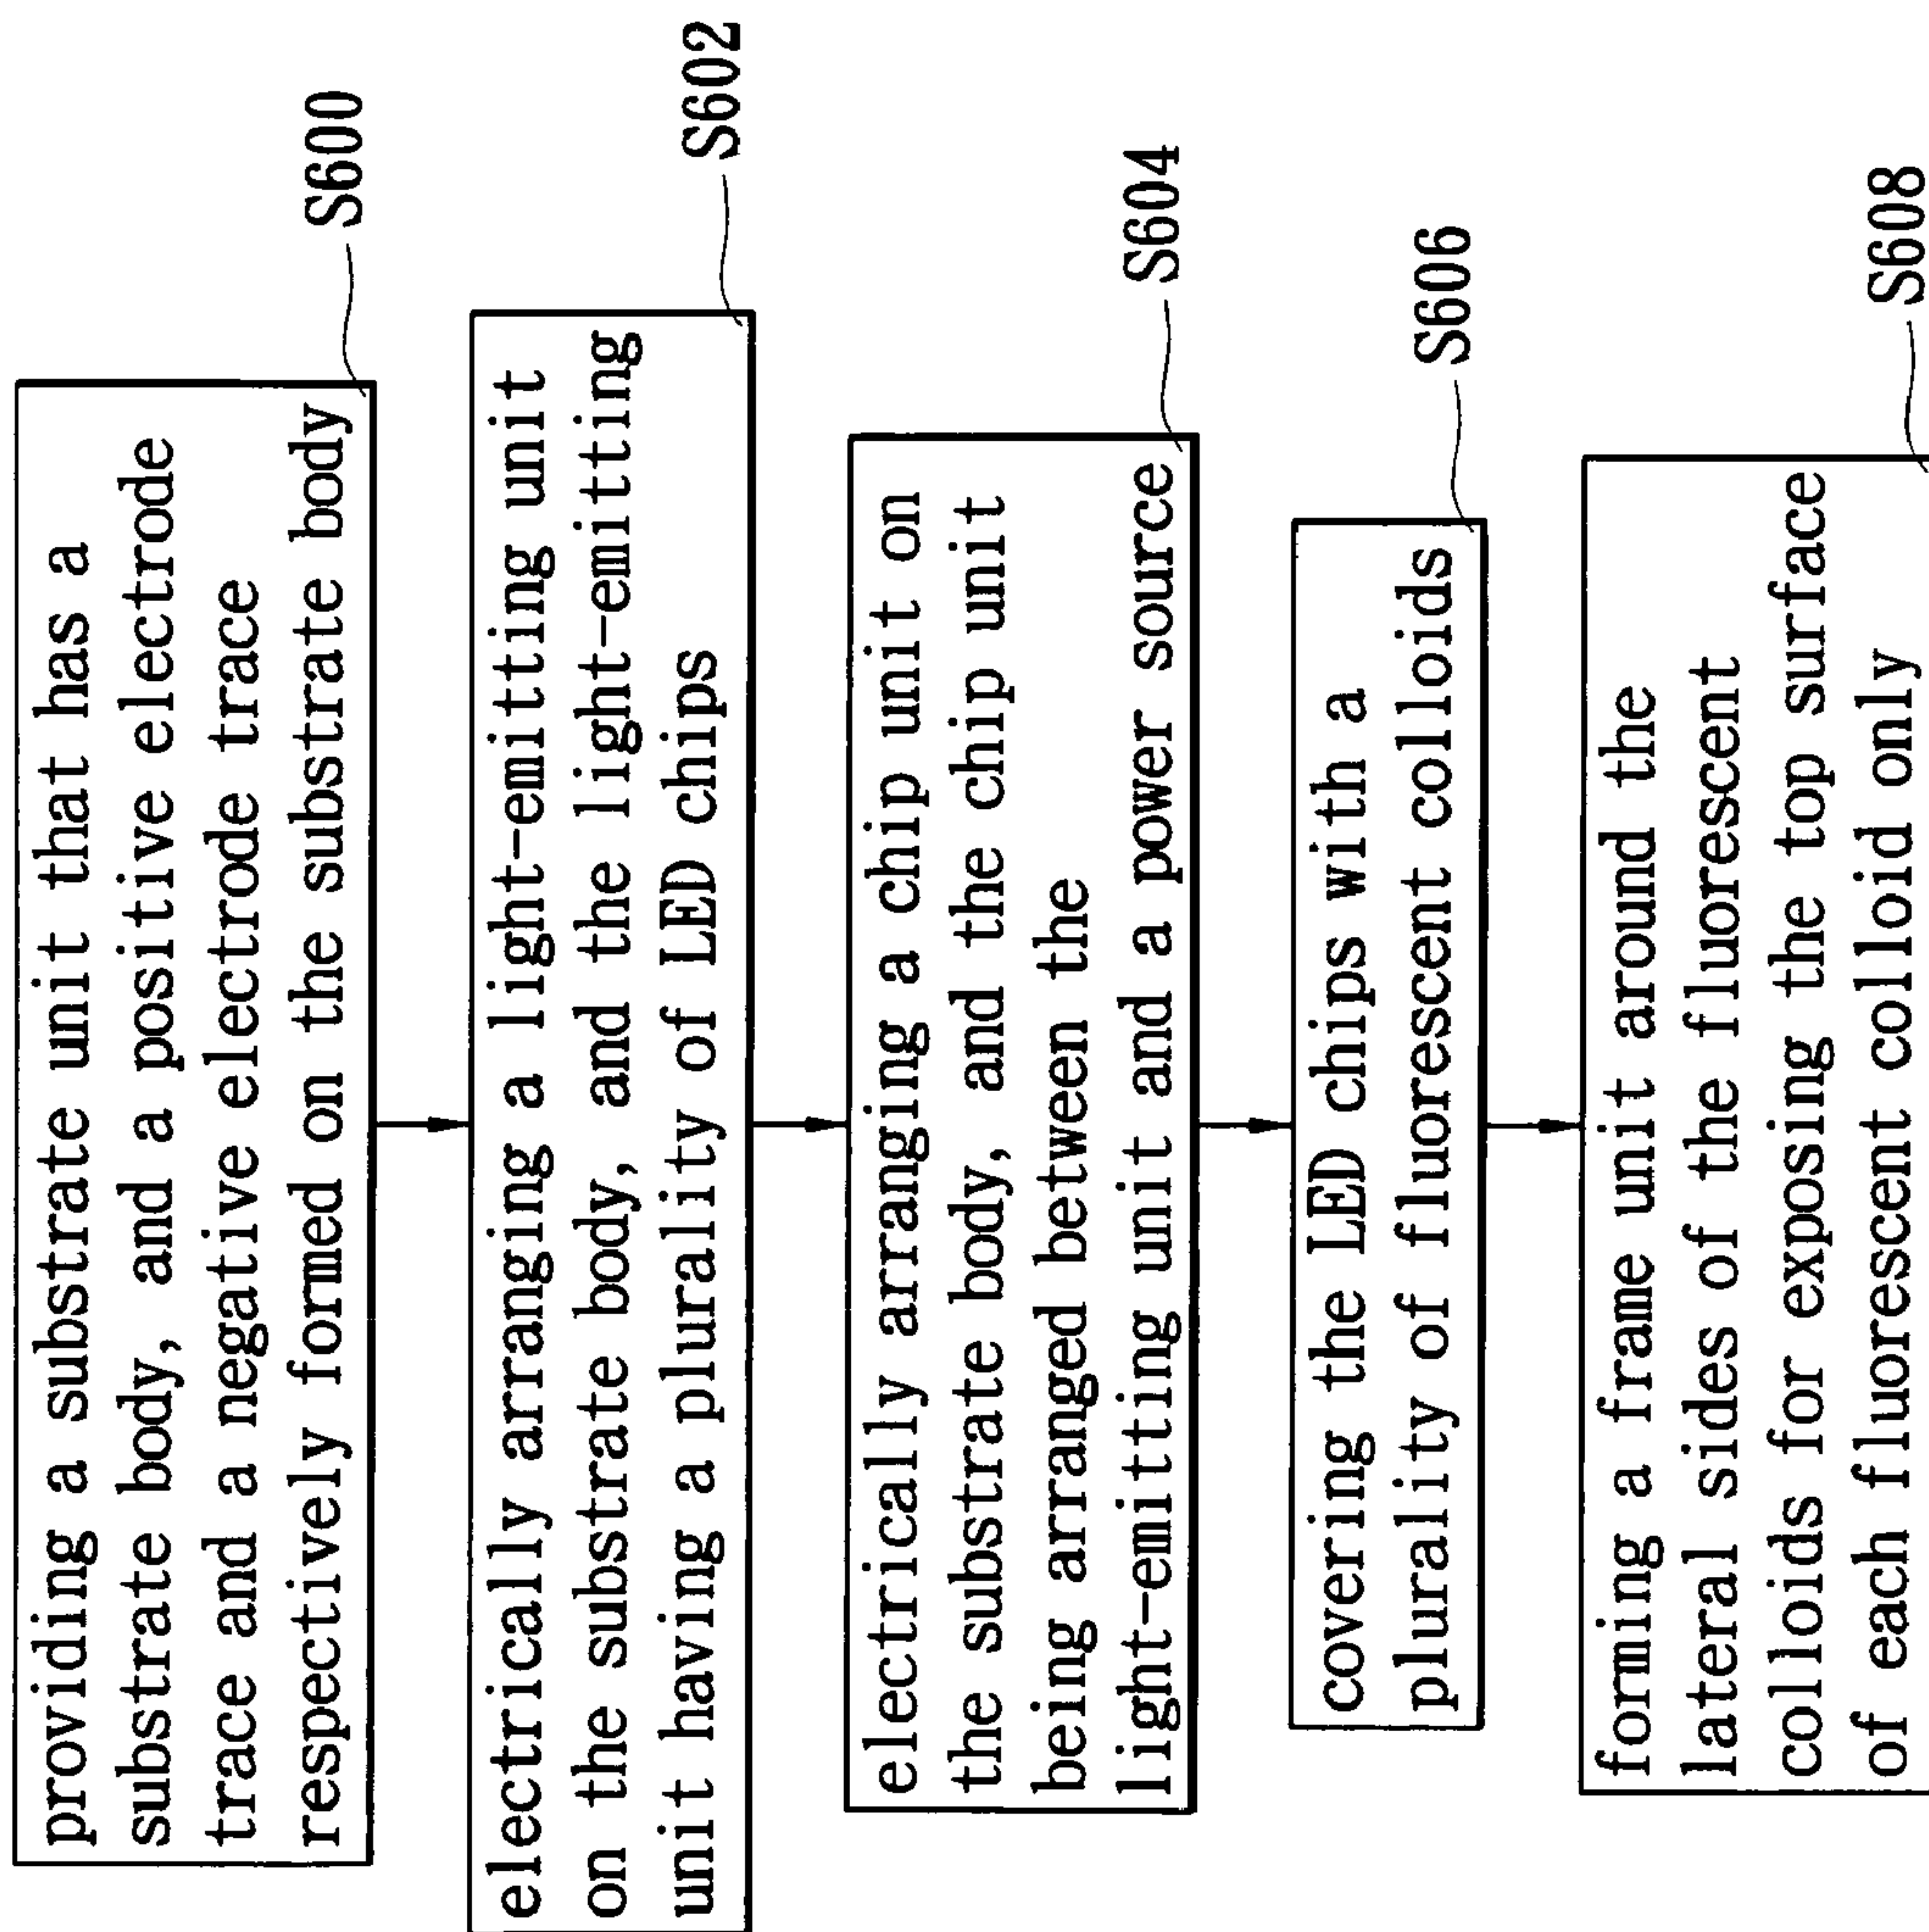 providing a substrate unit that has a
substrate body, and a positive electrode
trace and a negative electrode trace
respectively formed on the substrate body
S600
electrically arranging a light-emitting unit
on the substrate body, and the light-emitting
unit having a plurality of LED chips
S602
electrically arranging a chip unit on
the substrate body, and the chip unit
being arranged between the
light-emitting unit and a power source
S604
covering the LED chips with a
plurality of fluorescent colloids
S606
forming a frame unit around the
lateral sides of the fluorescent
colloids for exposing the top surface
of each fluorescent colloid only
S608